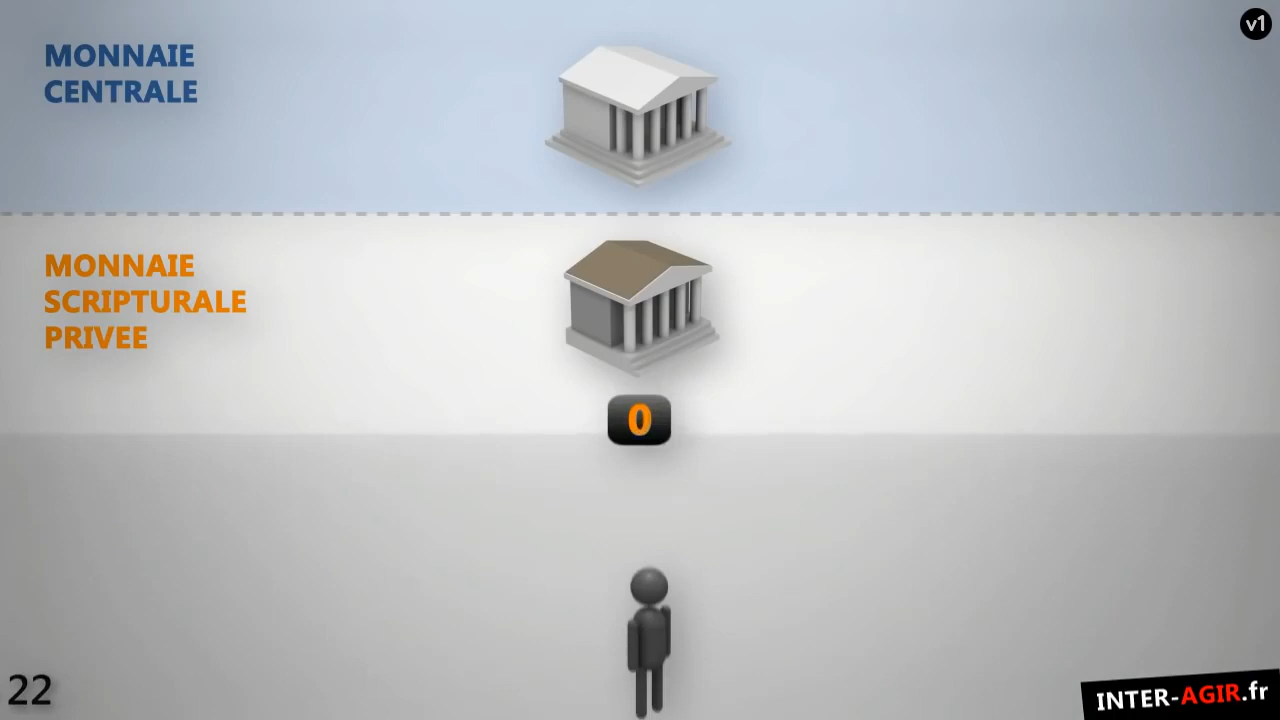 v1
MONNAIE
CENTRALE
MONNAIE
SCRIPTURALE
PRIVEE
0
22
INTER-AGIR.fr